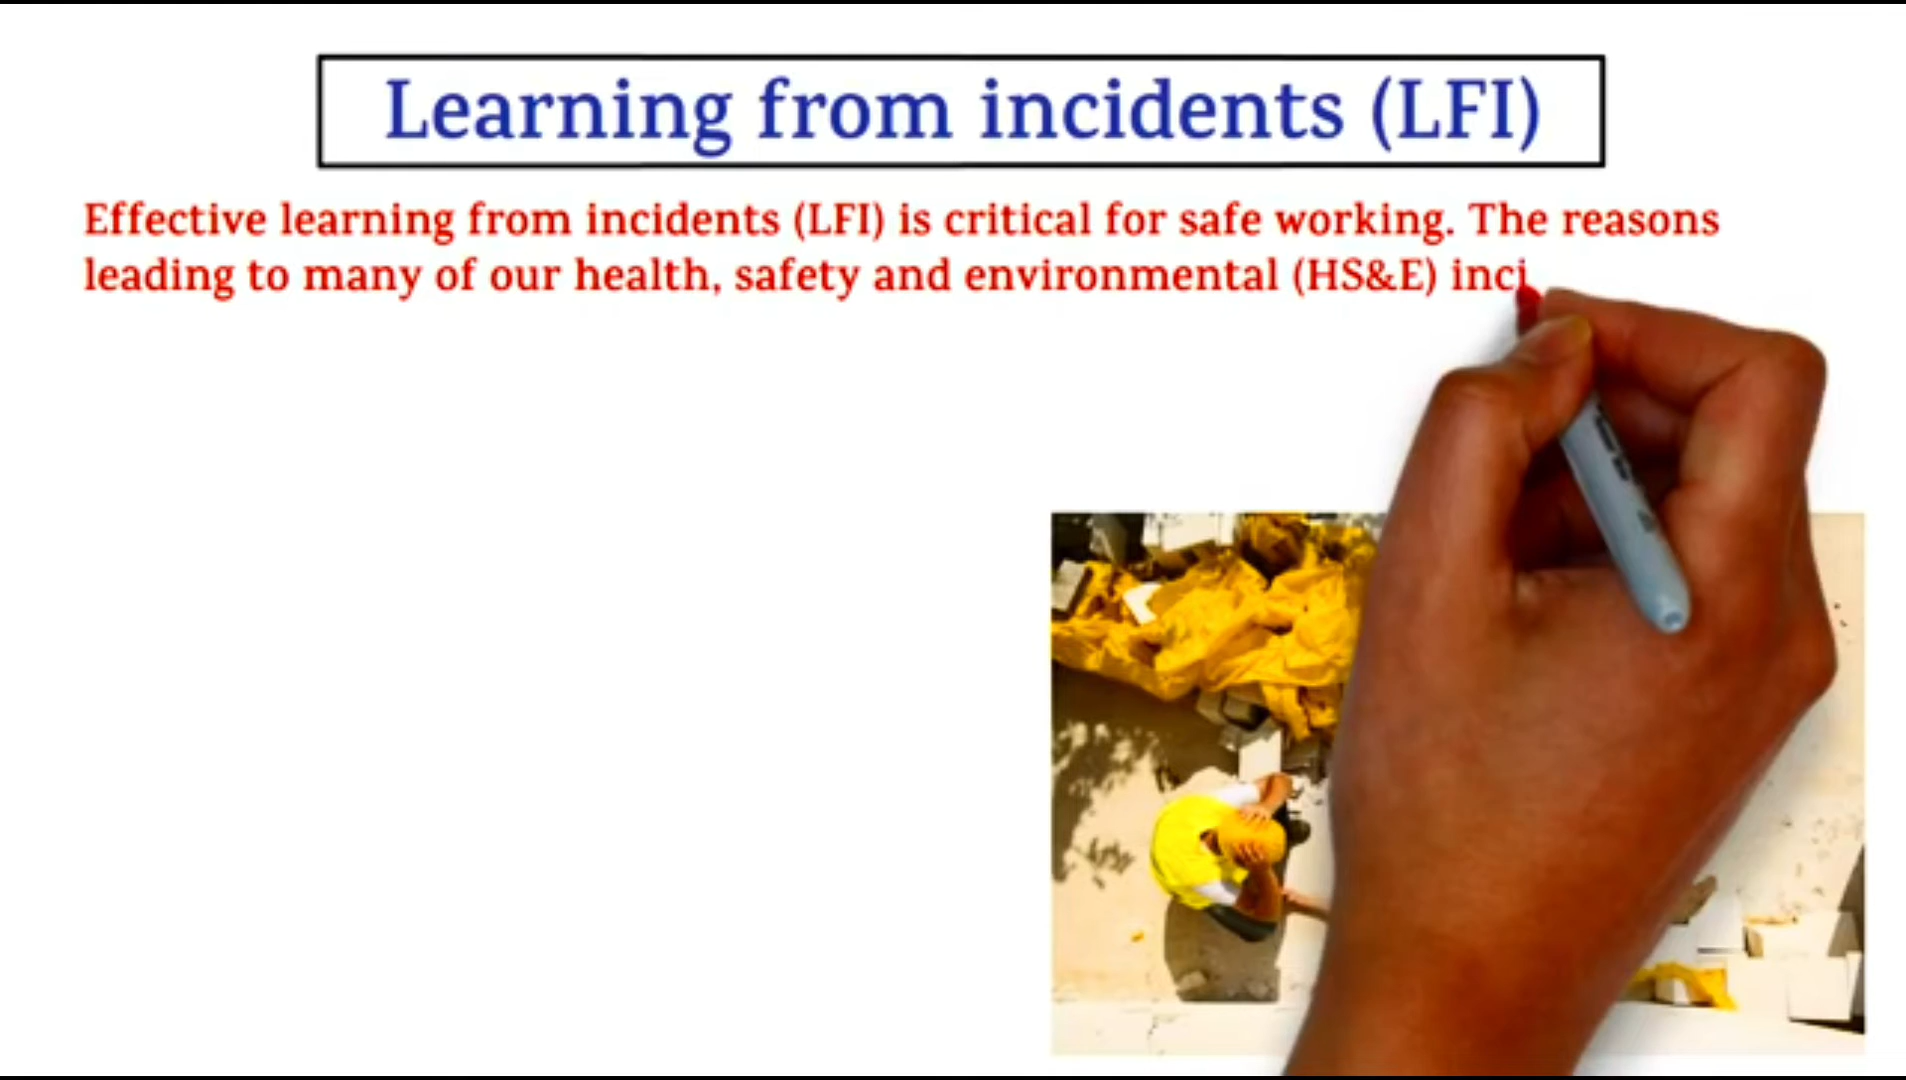 Learning from incidents (LFI)
Effective learning from incidents (LFI) is critical for safe working. The reasons
leading to many of our health, safety and environmental (HS&E) inci